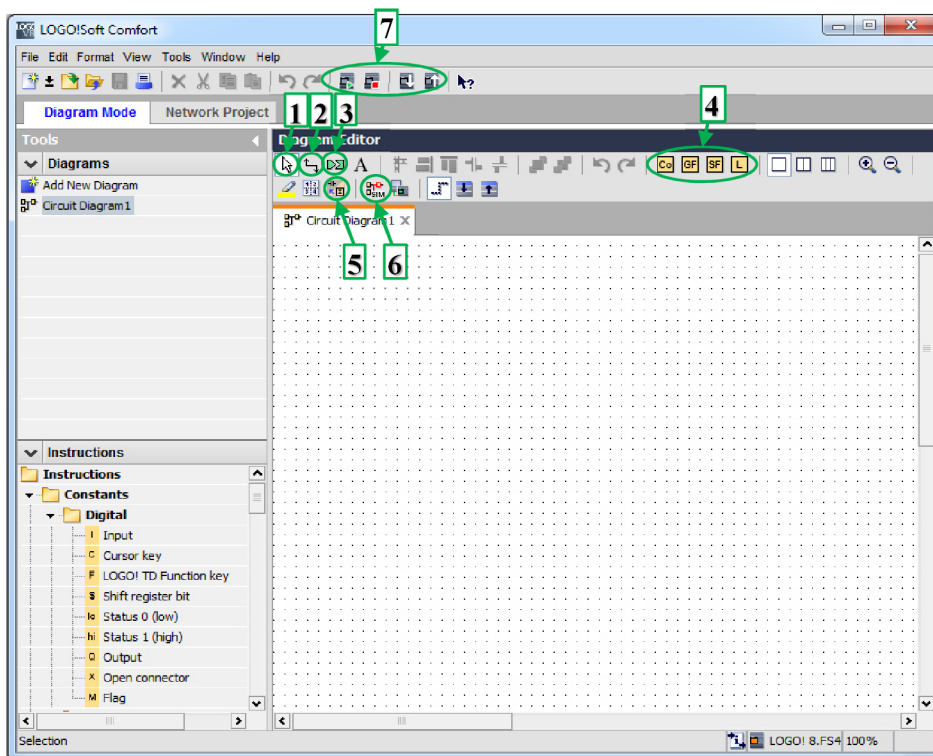 LOGO!Soft Comfort
7
File Edit Format View Tools Window Help
Diagram Mode Network Project
1 2 3 4
Tools
Diagram Editor
Diagrams
A Co GF SF L
Add New Diagram
SIM
Circuit Diagram1
Circuit Diagram1
5 6
Instructions
Instructions
Constants
Digital
I Input
C Cursor key
F LOGO! TD Function key
S Shift register bit
lo Status 0 (low)
hi Status 1 (high)
Q Output
X Open connector
M Flag
Selection
LOGO! 8.FS4 100%